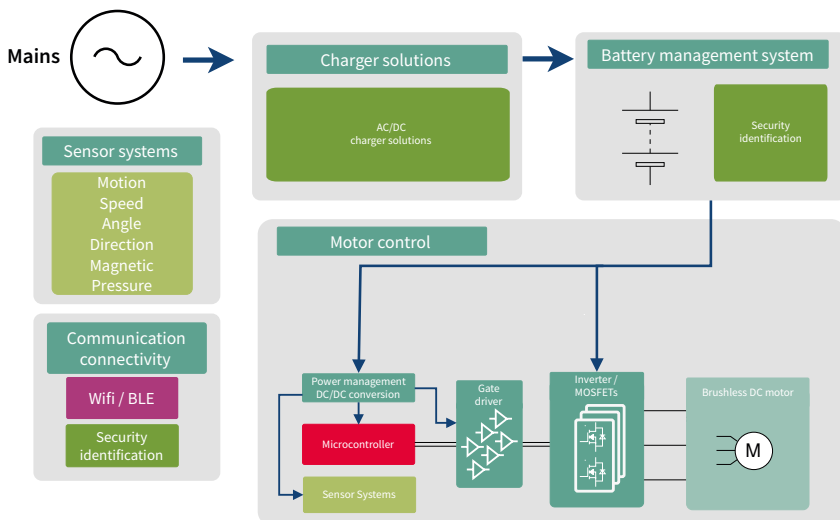 Mains
Charger solutions
AC/DC
charger solutions
Battery management system
Security
identification
Sensor systems
Motion
Speed
Angle
Direction
Magnetic
Pressure
Communication
connectivity
Wifi / BLE
Security
identification
Motor control
Power management
DC/DC conversion
Microcontroller
Sensor Systems
Gate
driver
Inverter /
MOSFETs
Brushless DC motor
M